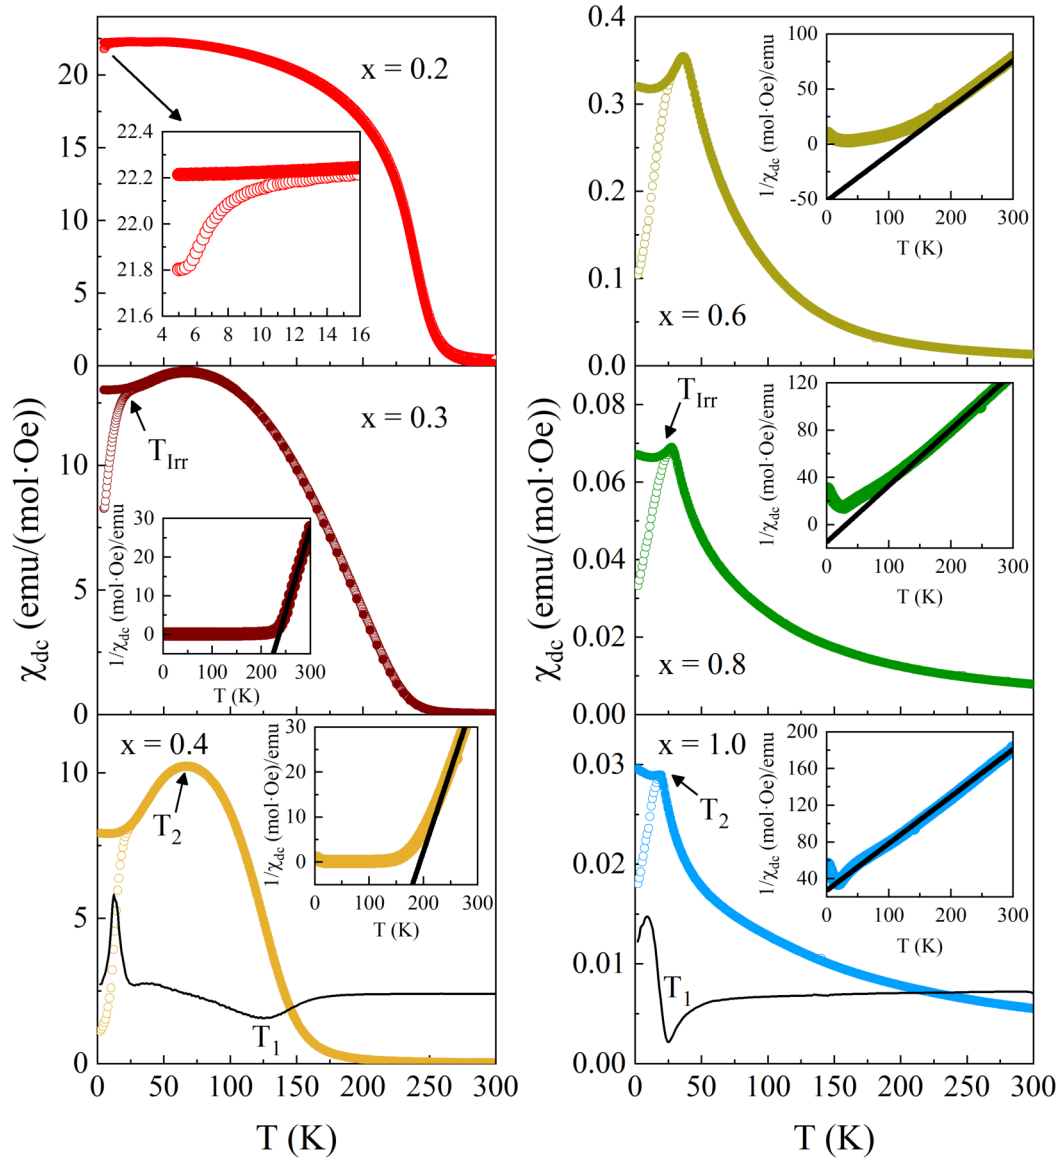 x = 0.2
20
15
10
5
0
22.4
22.2
22.0
21.8
21.6
4 6 8 10 12 14 16
x = 0.3
T_Irr
10
5
0
30
20
10
0
1/χ_dc (mol·Oe)/emu
0 100 200 300
T (K)
χ_dc (emu/(mol·Oe))
x = 0.4
T_2
T_1
10
5
0
30
20
10
0
1/χ_dc (mol·Oe)/emu
0 100 200 300
T (K)
0 50 100 150 200 250 300
T (K)
0.4
0.3
0.2
0.1
0.0
x = 0.6
100
50
0
-50
1/χ_dc (mol·Oe)/emu
0 100 200 300
T (K)
χ_dc (emu/(mol·Oe))
0.08
0.06
0.04
0.02
0.00
T_Irr
x = 0.8
120
80
40
0
1/χ_dc (mol·Oe)/emu
0 100 200 300
T (K)
0.03
0.02
0.01
0.00
x = 1.0
T_2
T_1
200
160
120
80
40
1/χ_dc (mol·Oe)/emu
0 100 200 300
T (K)
0 50 100 150 200 250 300
T (K)